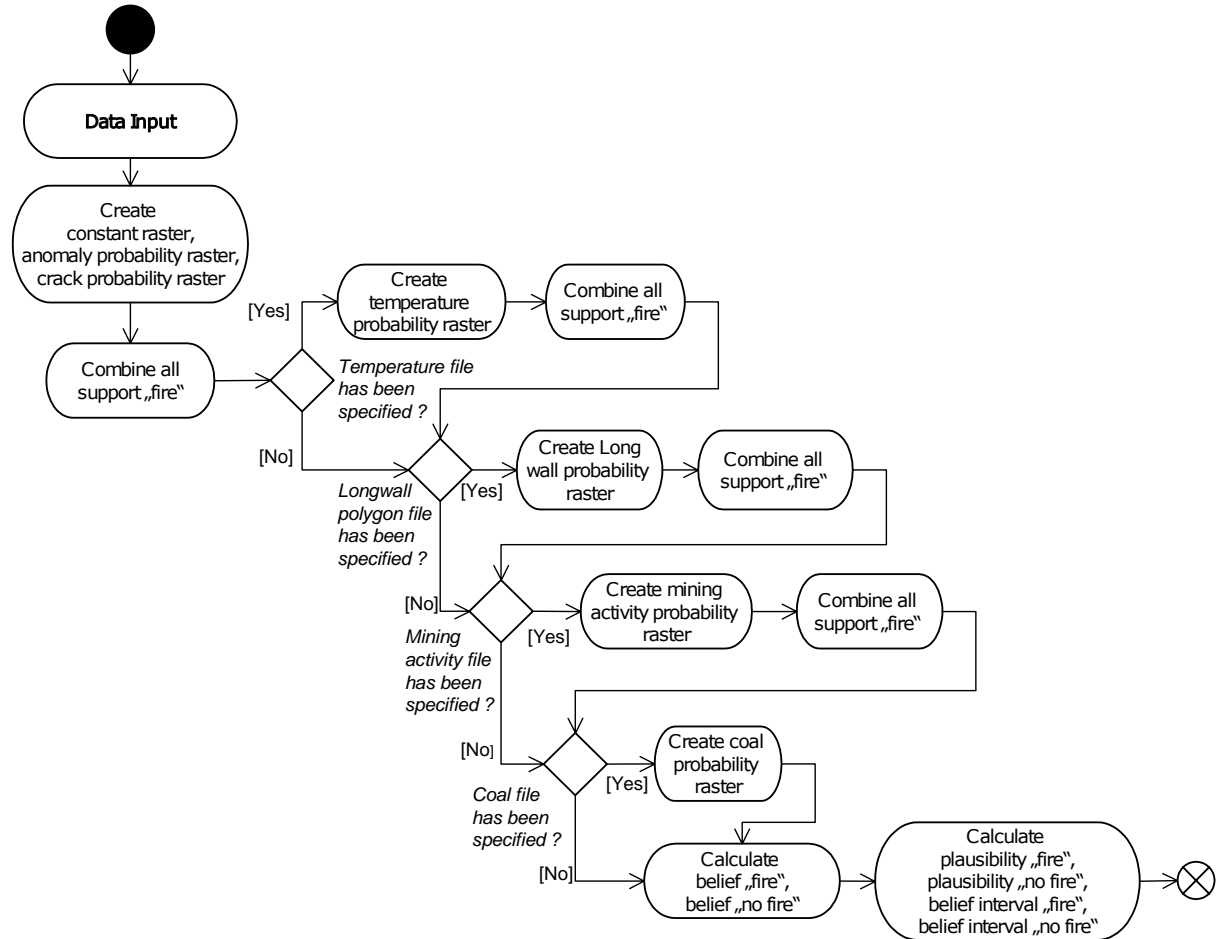 Data Input
Create
constant raster,
anomaly probability raster,
crack probability raster
Combine all
support „fire“
[Yes]
Create
temperature
probability raster
Combine all
support „fire“
Temperature file
has been
specified ?
[No]
Create Long
wall probability
raster
Combine all
support „fire“
[Yes]
Longwall
polygon file
has been
specified ?
[No]
Create mining
activity probability
raster
Combine all
support „fire“
[Yes]
Mining
activity file
has been
specified ?
[No]
Create coal
probability
raster
[Yes]
Coal file
has been
specified ?
[No]
Calculate
belief „fire“,
belief „no fire“
Calculate
plausibility „fire“,
plausibility „no fire“,
belief interval „fire“,
belief interval „no fire“